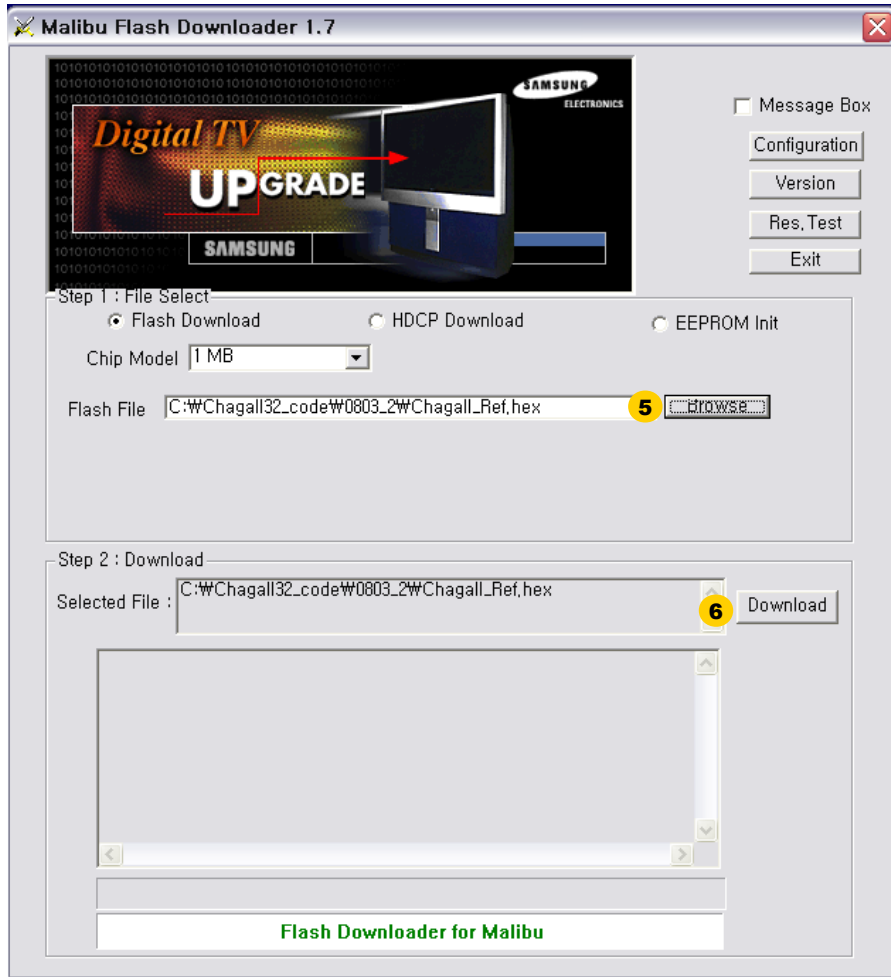 Malibu Flash Downloader 1.7
SAMSUNG
ELECTRONICS
Digital TV
UPGRADE
SAMSUNG
Message Box
Configuration
Version
Res, Test
Exit
Step 1 : File Select
Flash Download
HDCP Download
EEPROM Init
Chip Model 1 MB
Flash File C:₩Chagall32_code₩0803_2₩Chagall_Ref,hex 5 Browse
Step 2 : Download
Selected File : C:₩Chagall32_code₩0803_2₩Chagall_Ref,hex
6 Download
Flash Downloader for Malibu